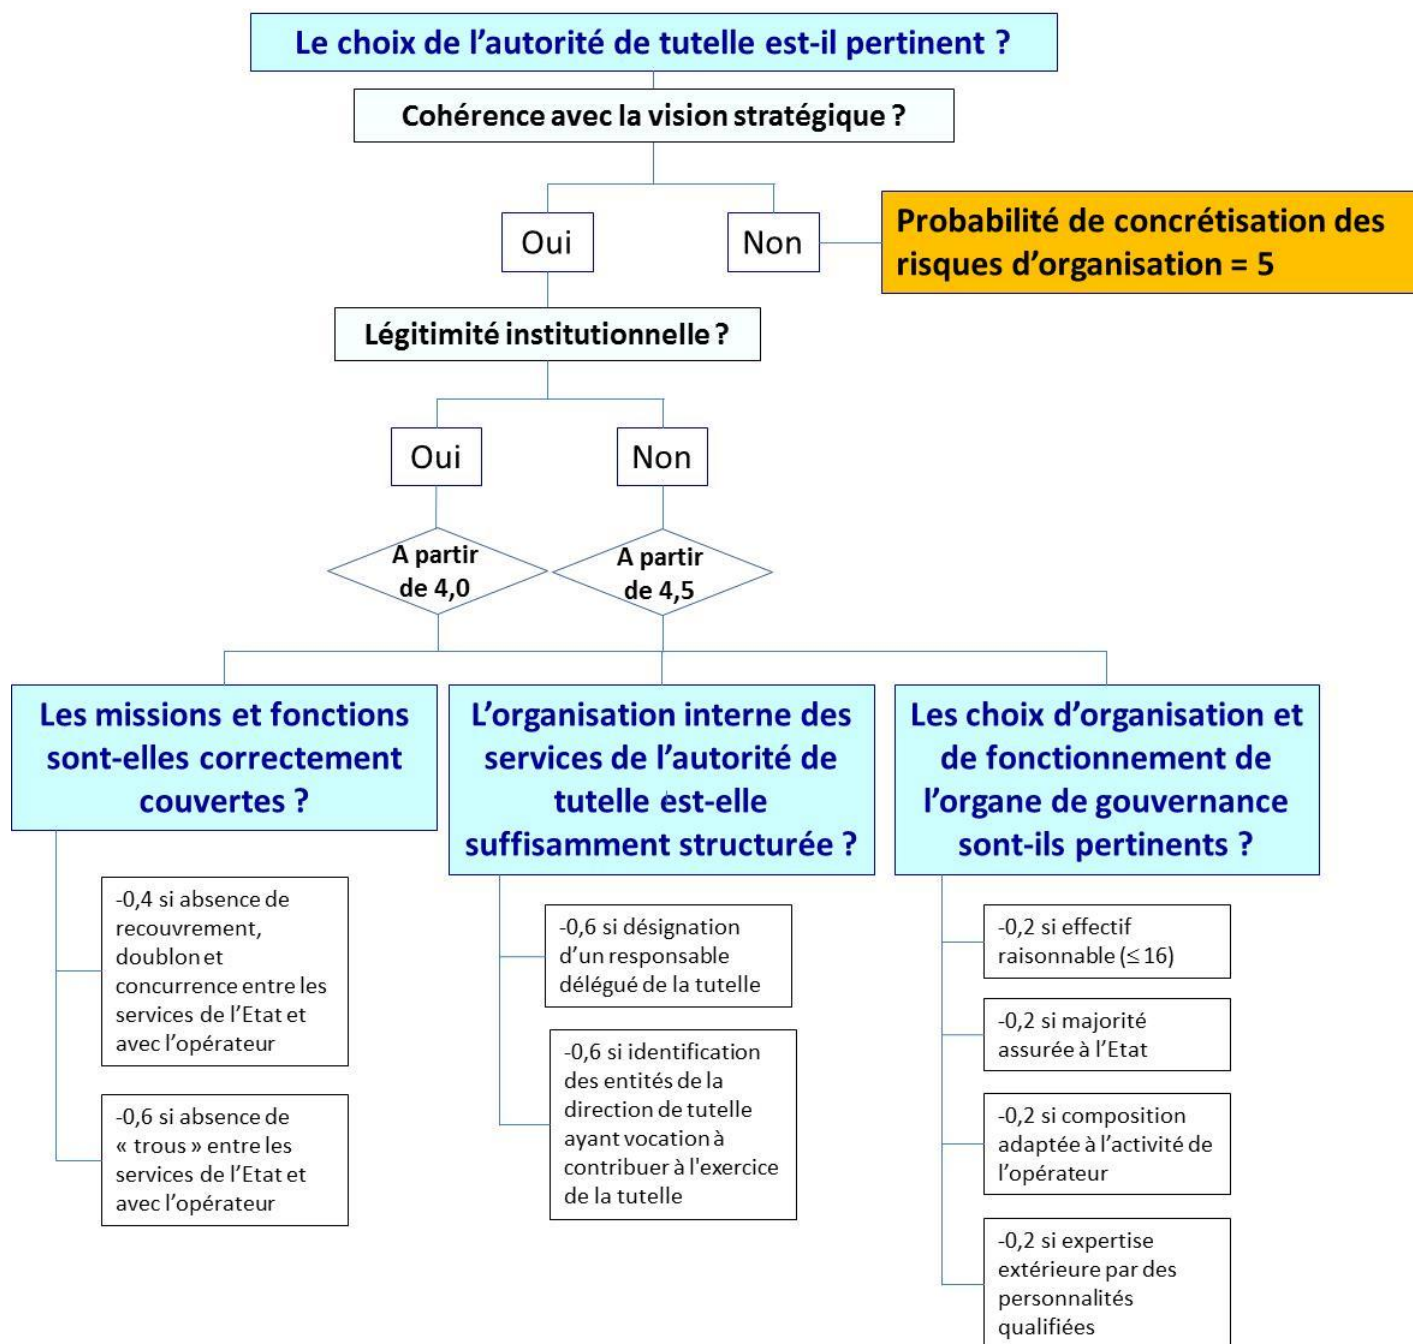 Le choix de l’autorité de tutelle est-il pertinent ?
Cohérence avec la vision stratégique ?
Oui
Non
Probabilité de concrétisation des
risques d’organisation = 5
Légitimité institutionnelle ?
Oui
Non
A partir
de 4,0
A partir
de 4,5
Les missions et fonctions
sont-elles correctement
couvertes ?
-0,4 si absence de
recouvrement,
doublon et
concurrence entre les
services de l’Etat et
avec l’opérateur
-0,6 si absence de
« trous » entre les
services de l’Etat et
avec l’opérateur
L’organisation interne des
services de l’autorité de
tutelle est-elle
suffisamment structurée ?
-0,6 si désignation
d’un responsable
délégué de la tutelle
-0,6 si identification
des entités de la
direction de tutelle
ayant vocation à
contribuer à l'exercice
de la tutelle
Les choix d’organisation et
de fonctionnement de
l’organe de gouvernance
sont-ils pertinents ?
-0,2 si effectif
raisonnable (≤ 16)
-0,2 si majorité
assurée à l’Etat
-0,2 si composition
adaptée à l’activité de
l’opérateur
-0,2 si expertise
extérieure par des
personnalités
qualifiées